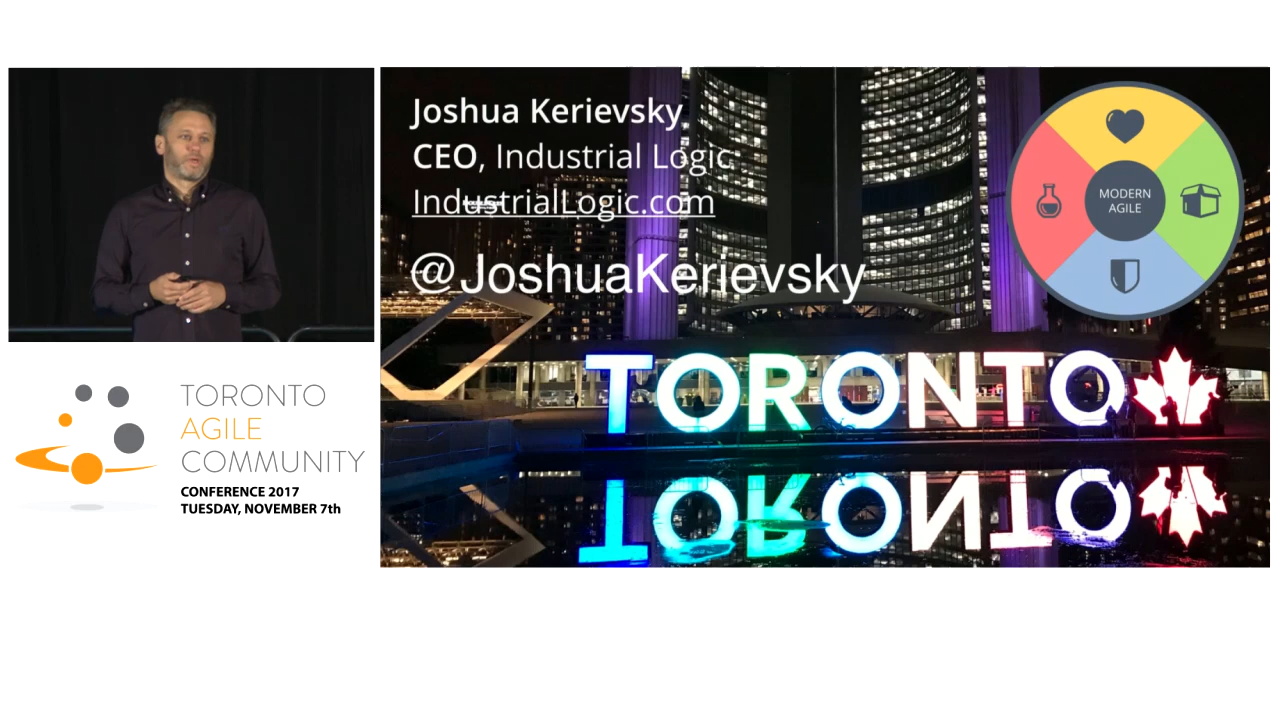 Joshua Kerievsky
CEO, Industrial Logic
IndustrialLogic.com
@JoshuaKerievsky
MODERN
AGILE
TORONTO
TORONTO
AGILE
COMMUNITY
CONFERENCE 2017
TUESDAY, NOVEMBER 7th